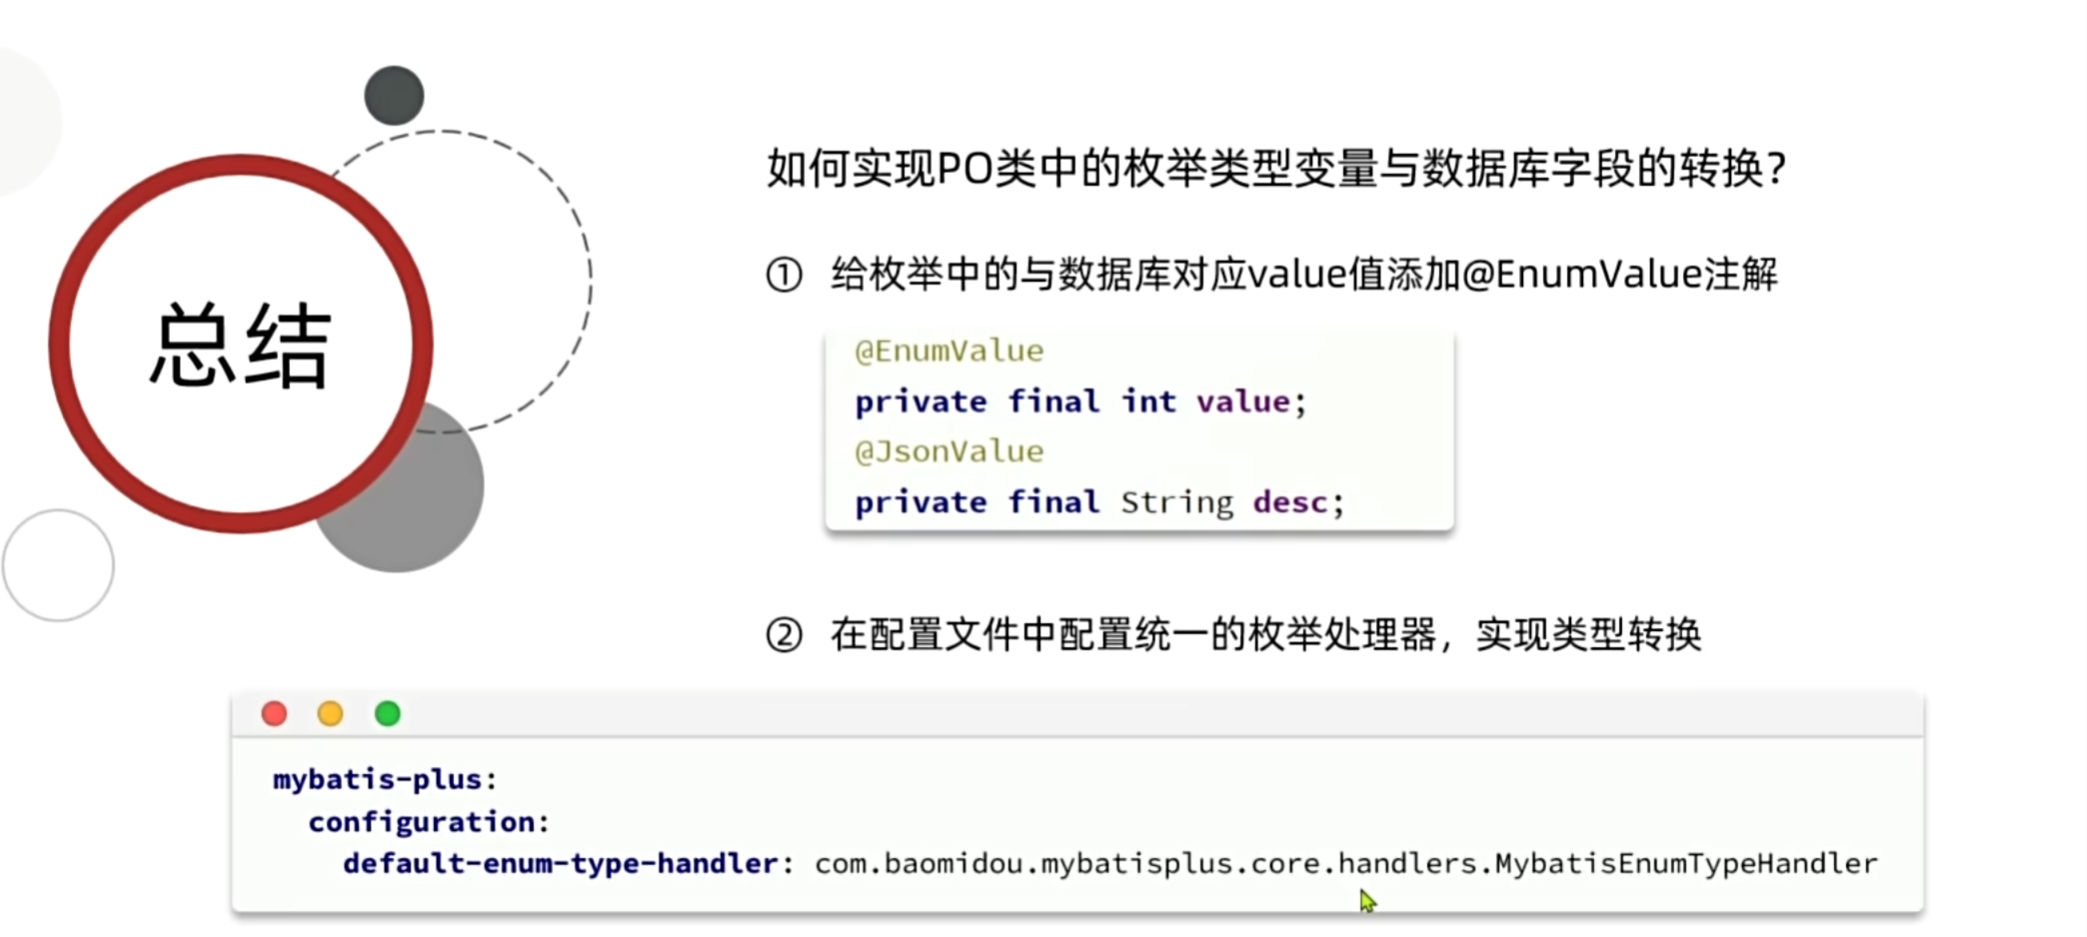 总结
如何实现PO类中的枚举类型变量与数据库字段的转换?
① 给枚举中的与数据库对应value值添加@EnumValue注解
@EnumValue
private final int value;
@JsonValue
private final String desc;
② 在配置文件中配置统一的枚举处理器，实现类型转换
mybatis-plus:
configuration:
default-enum-type-handler: com.baomidou.mybatisplus.core.handlers.MybatisEnumTypeHandler